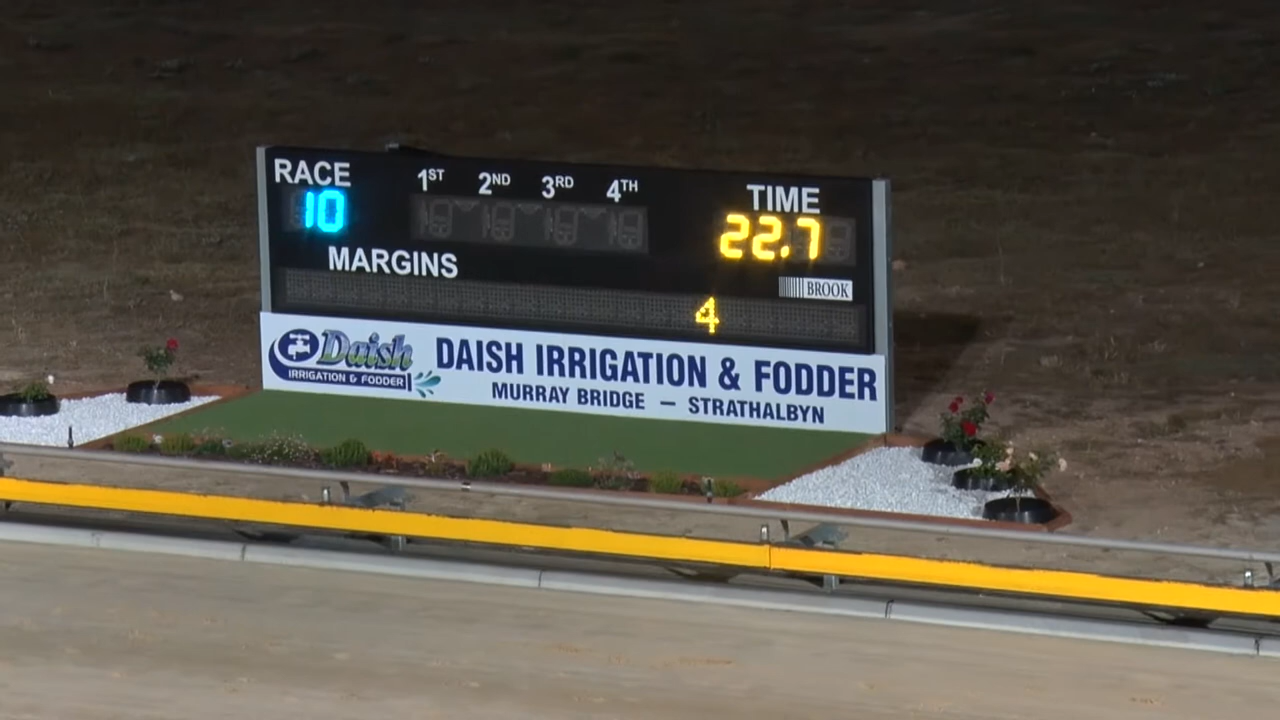 RACE 1ST 2ND 3RD 4TH TIME
10 22.7
MARGINS
BROOK
4
Daish
IRRIGATION & FODDER
DAISH IRRIGATION & FODDER
MURRAY BRIDGE — STRATHALBYN